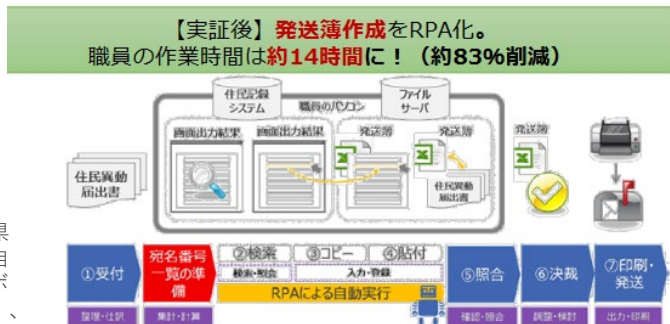 【実証後】発送簿作成をRPA化。
職員の作業時間は約14時間に！（約83%削減）
住民記録
システム
職員のパソコン
ファイル
サーバ
画面出力結果
画面出力結果
発送簿
発送簿
発送簿
住民異動
届出書
住民異動
届出書
①受付
宛名番号
一覧の準
備
②検索
③コピー
④貼付
検索・照会
入力・登録
RPAによる自動実行
⑤照合
⑥決裁
⑦印刷・
発送
整理・仕訳
集計・計算
確認・照合
調整・検討
出力・印刷